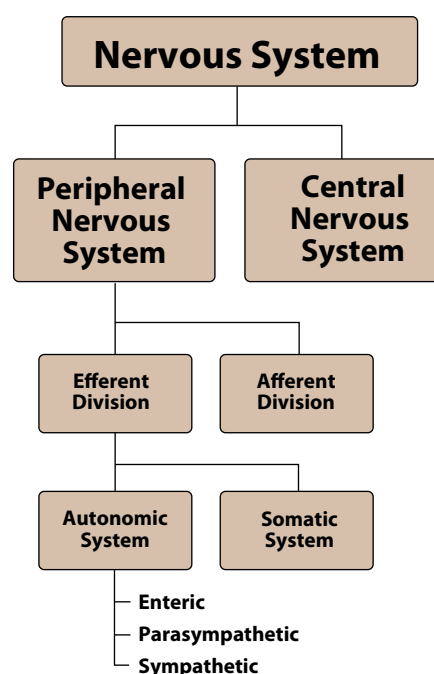 Nervous System
Peripheral
Nervous
System
Central
Nervous
System
Efferent
Division
Afferent
Division
Autonomic
System
Somatic
System
Enteric
Parasympathetic
Sympathetic